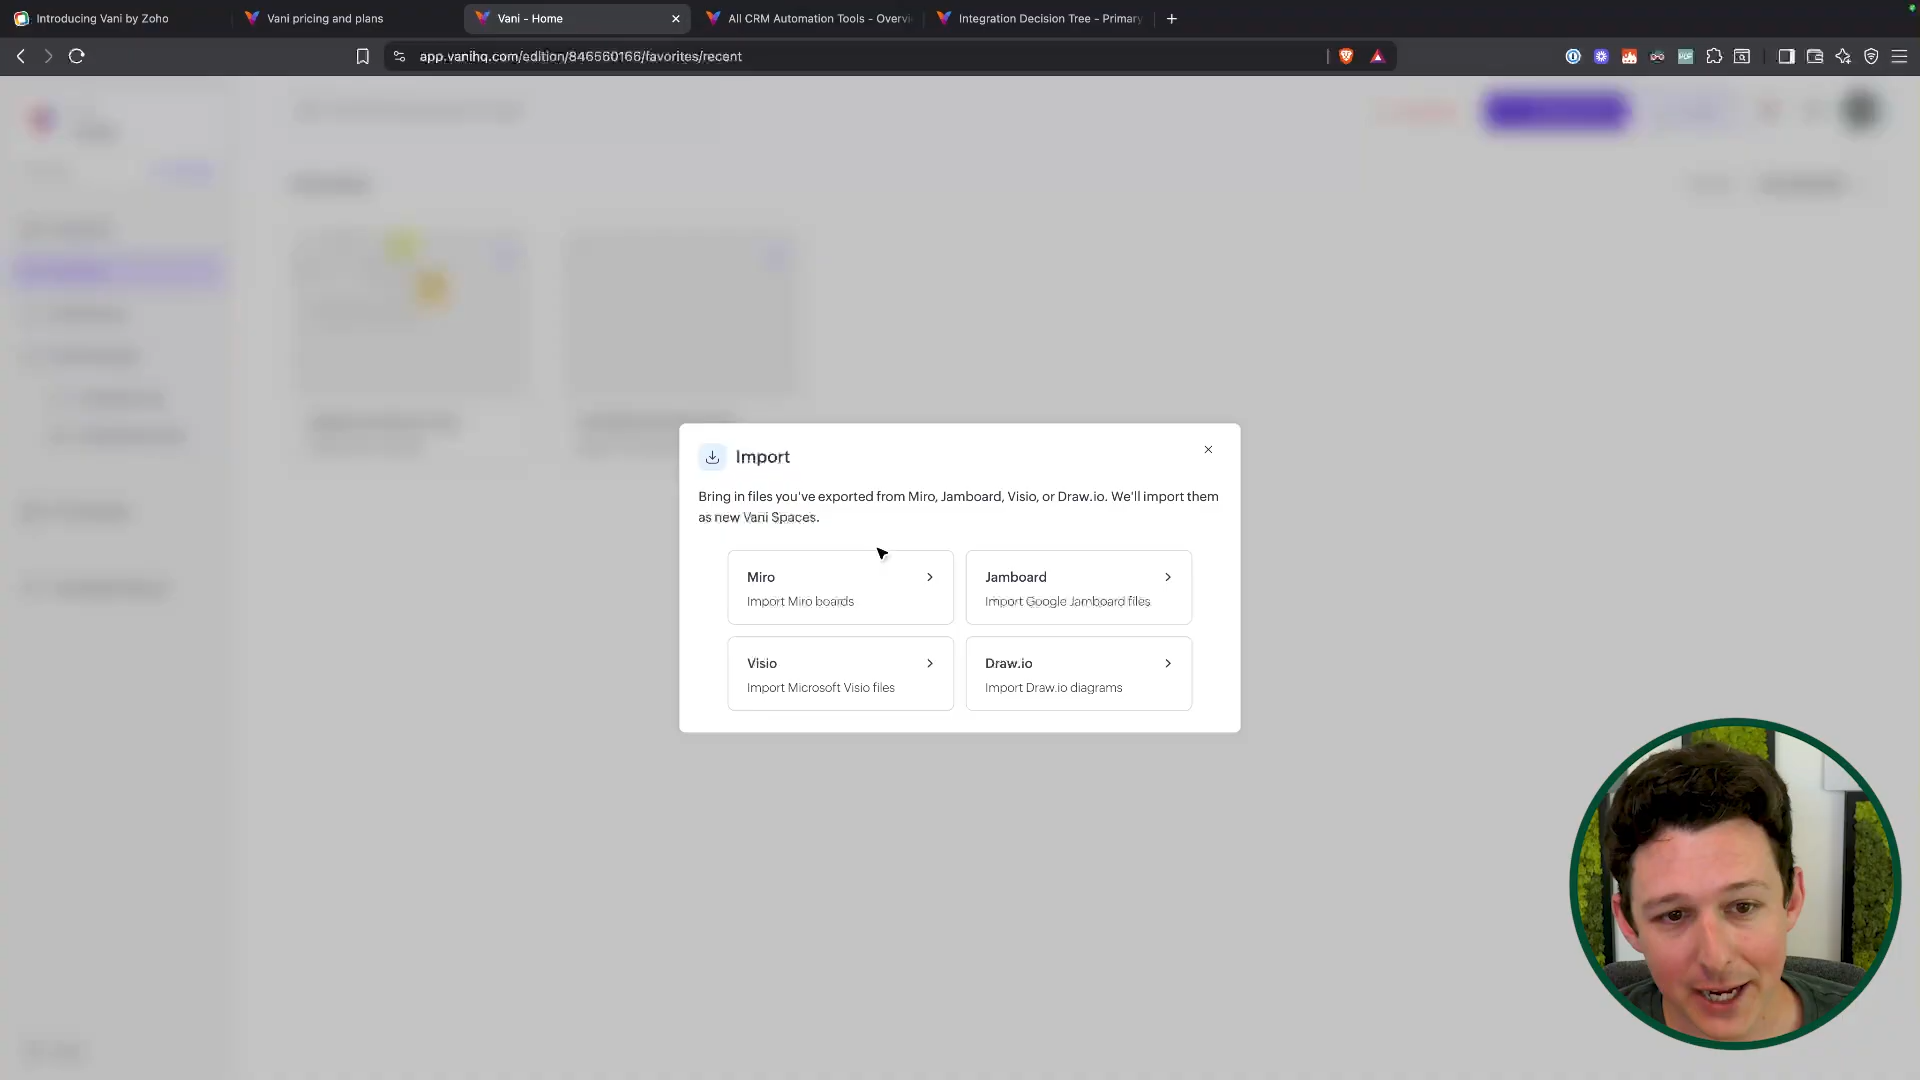 Introducing Vani by Zoho
Vani pricing and plans
Vani - Home
All CRM Automation Tools - Overvi
Integration Decision Tree - Primary
app.vanihq.com/edition/846560166/favorites/recent
Import
Bring in files you've exported from Miro, Jamboard, Visio, or Draw.io. We'll import them
as new Vani Spaces.
Miro
Import Miro boards
Jamboard
Import Google Jamboard files
Visio
Import Microsoft Visio files
Draw.io
Import Draw.io diagrams